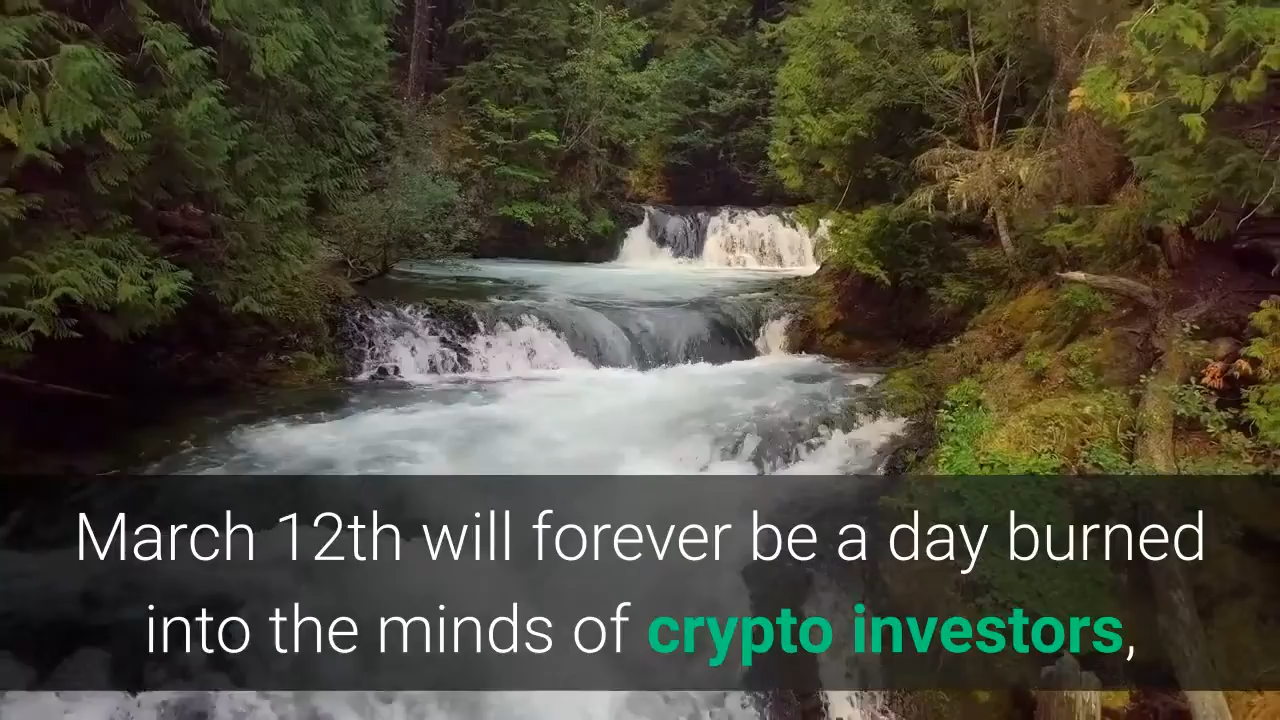 March 12th will forever be a day burned
into the minds of crypto investors,